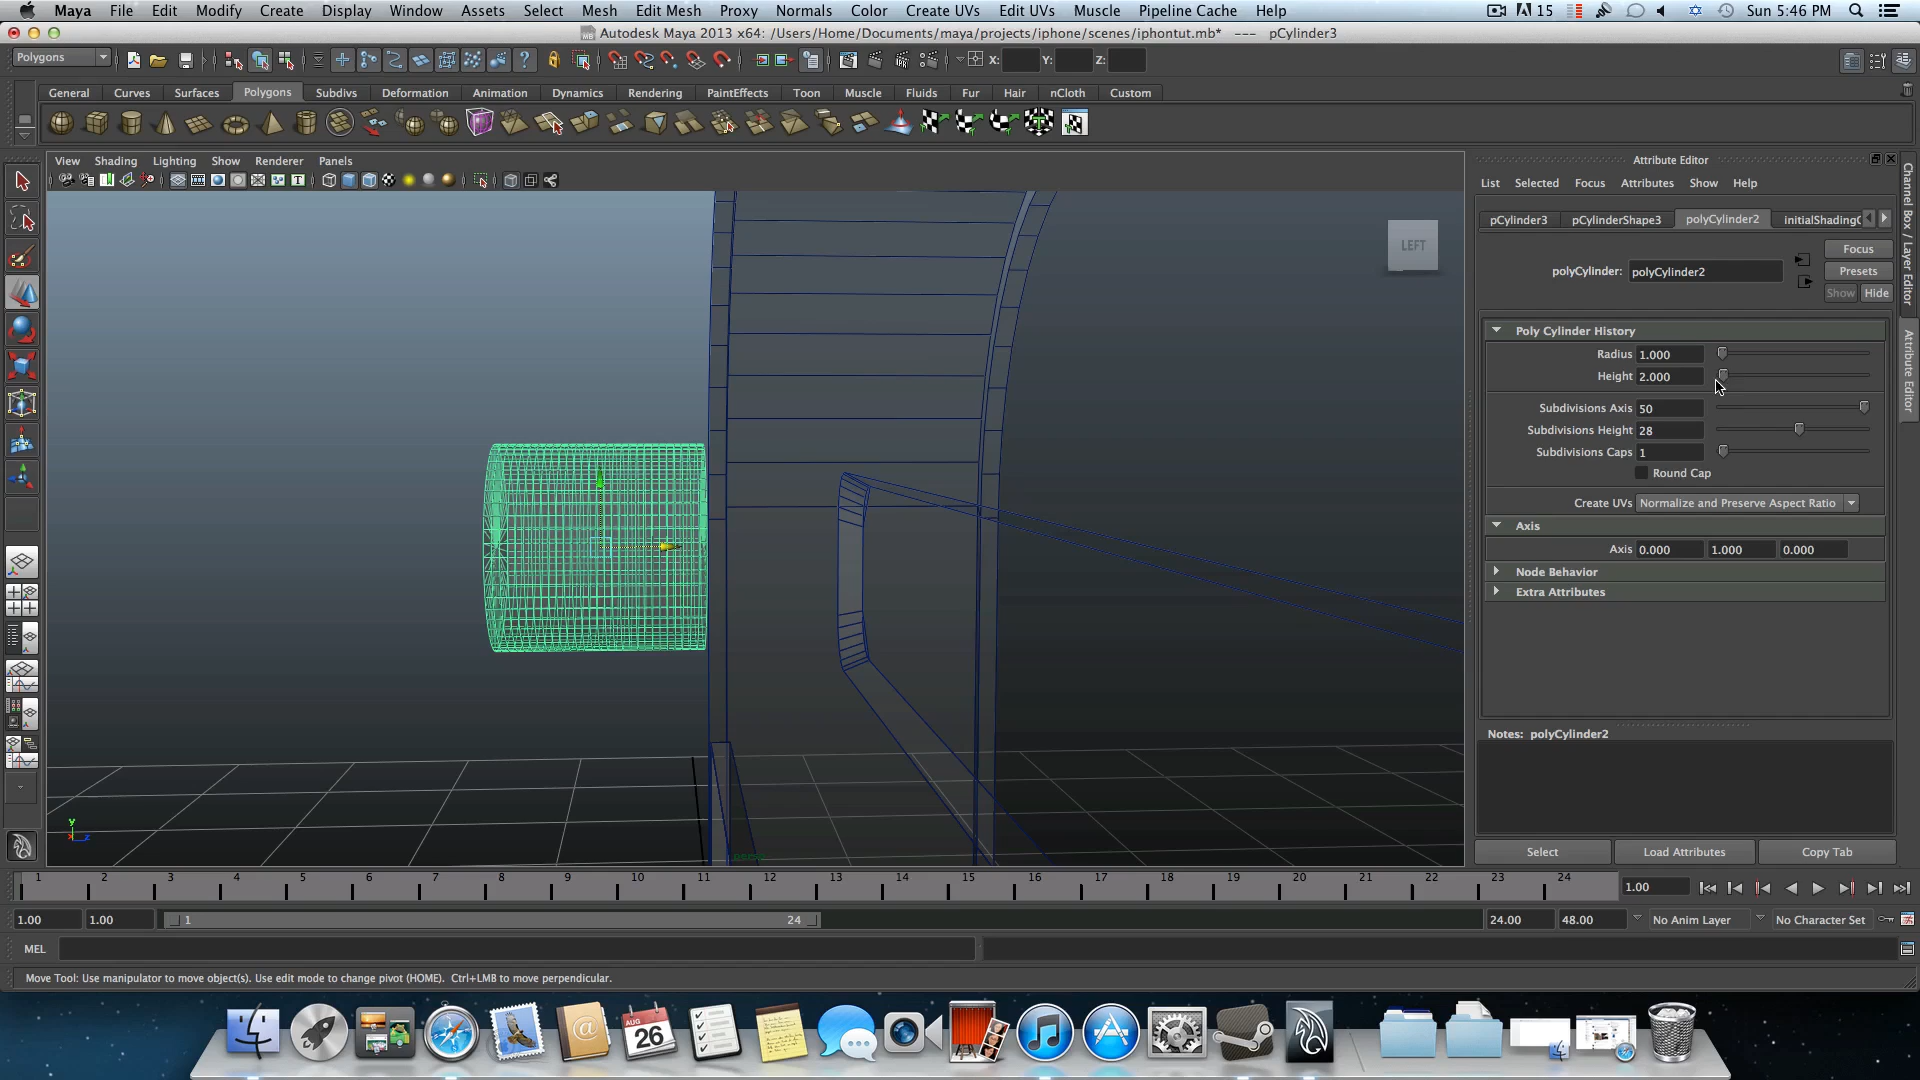 Maya File Edit Modify Create Display Window Assets Select Mesh Edit Mesh Proxy Normals Color Create UVs Edit UVs Muscle Pipeline Cache Help 15 Sun 5:46 PM
Autodesk Maya 2013 x64: /Users/Home/Documents/maya/projects/iphone/scenes/iphontut.mb* --- pCylinder3
Polygons X: Y: Z:
General Curves Surfaces Polygons Subdivs Deformation Animation Dynamics Rendering PaintEffects Toon Muscle Fluids Fur Hair nCloth Custom
View Shading Lighting Show Renderer Panels
LEFT
Attribute Editor
List Selected Focus Attributes Show Help
pCylinder3 pCylinderShape3 polyCylinder2 initialShadingG
Focus
polyCylinder: polyCylinder2 Presets
Show Hide
Poly Cylinder History
Radius 1.000
Height 2.000
Subdivisions Axis 50
Subdivisions Height 28
Subdivisions Caps 1
Round Cap
Create UVs Normalize and Preserve Aspect Ratio
Axis
Axis 0.000 1.000 0.000
Node Behavior
Extra Attributes
Notes: polyCylinder2
Select Load Attributes Copy Tab
Channel Box / Layer Editor
Attribute Editor
y
z
1 2 3 4 5 6 7 8 9 10 11 12 13 14 15 16 17 18 19 20 21 22 23 24 1.00
1.00 1.00 1 24 24.00 48.00 No Anim Layer No Character Set
MEL
Move Tool: Use manipulator to move object(s). Use edit mode to change pivot (HOME). Ctrl+LMB to move perpendicular.
AUG
26